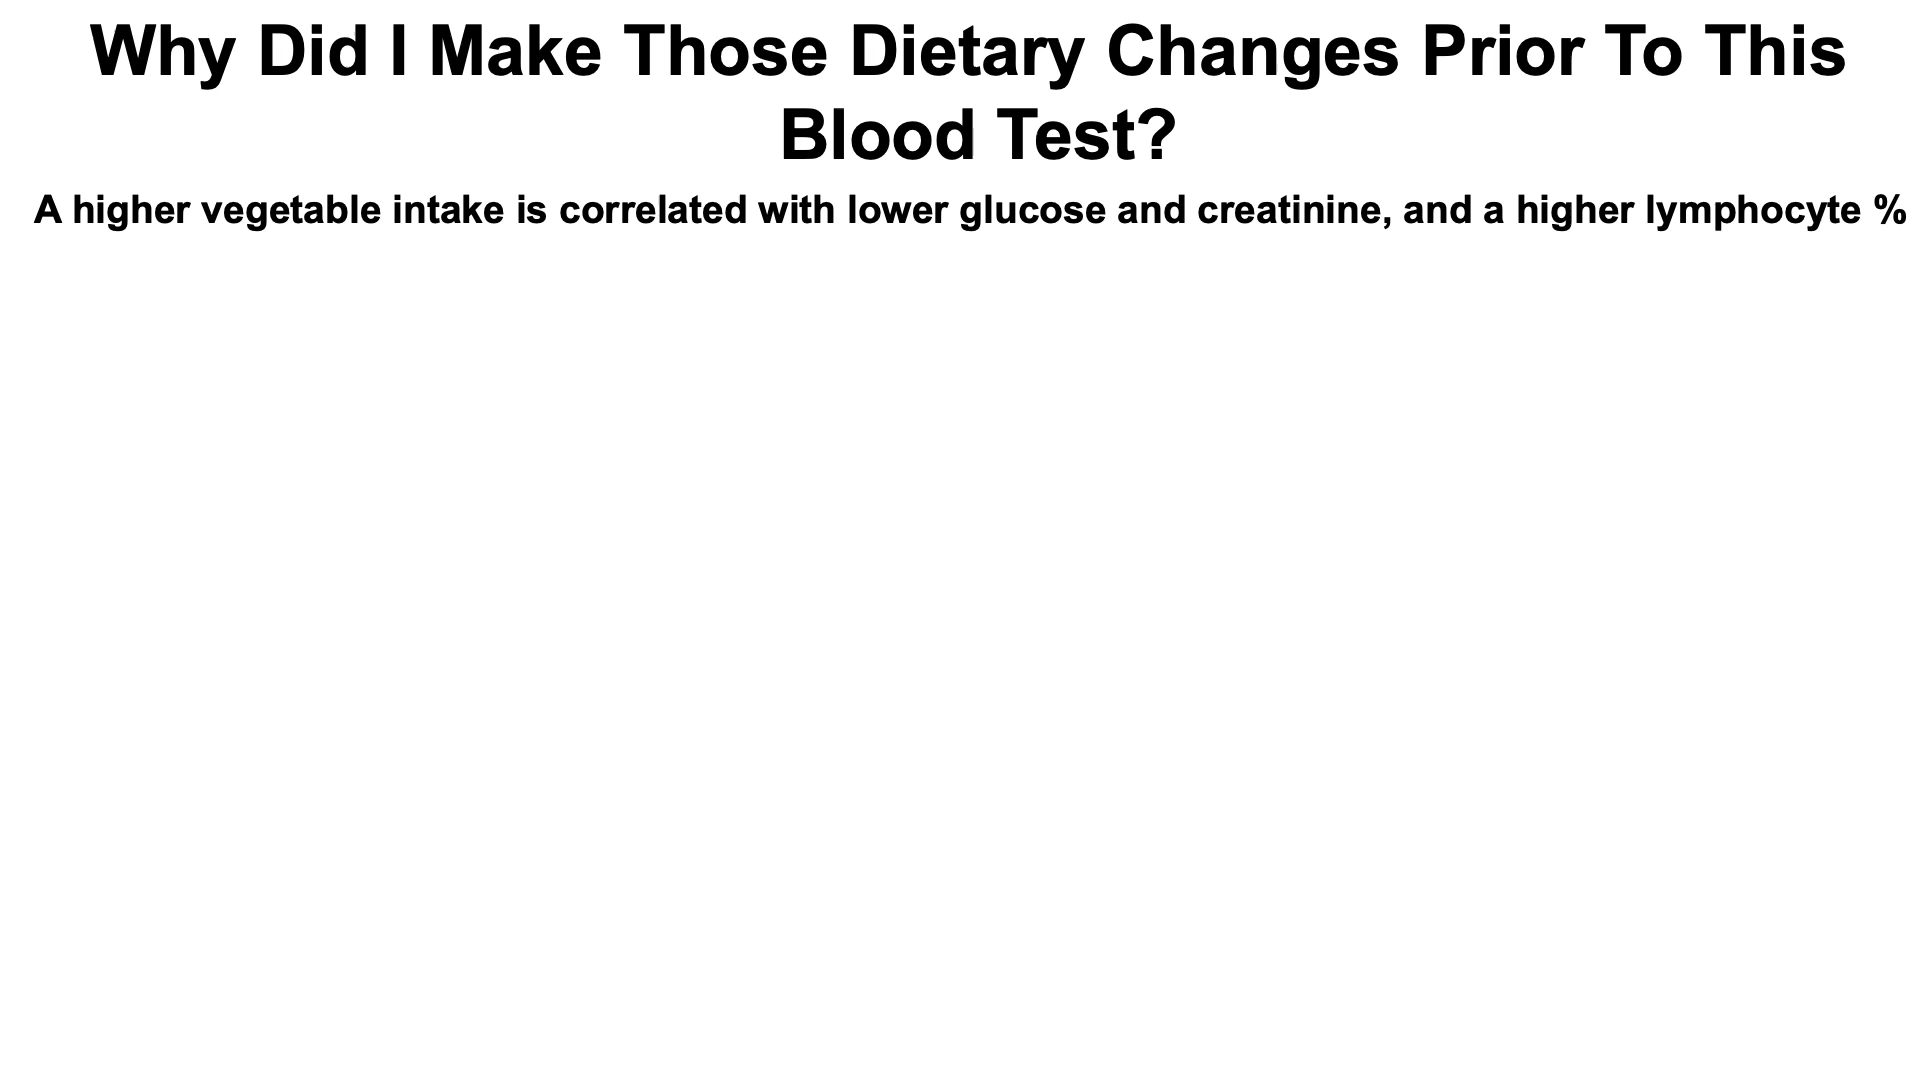 Why Did I Make Those Dietary Changes Prior To This
Blood Test?
A higher vegetable intake is correlated with lower glucose and creatinine, and a higher lymphocyte %